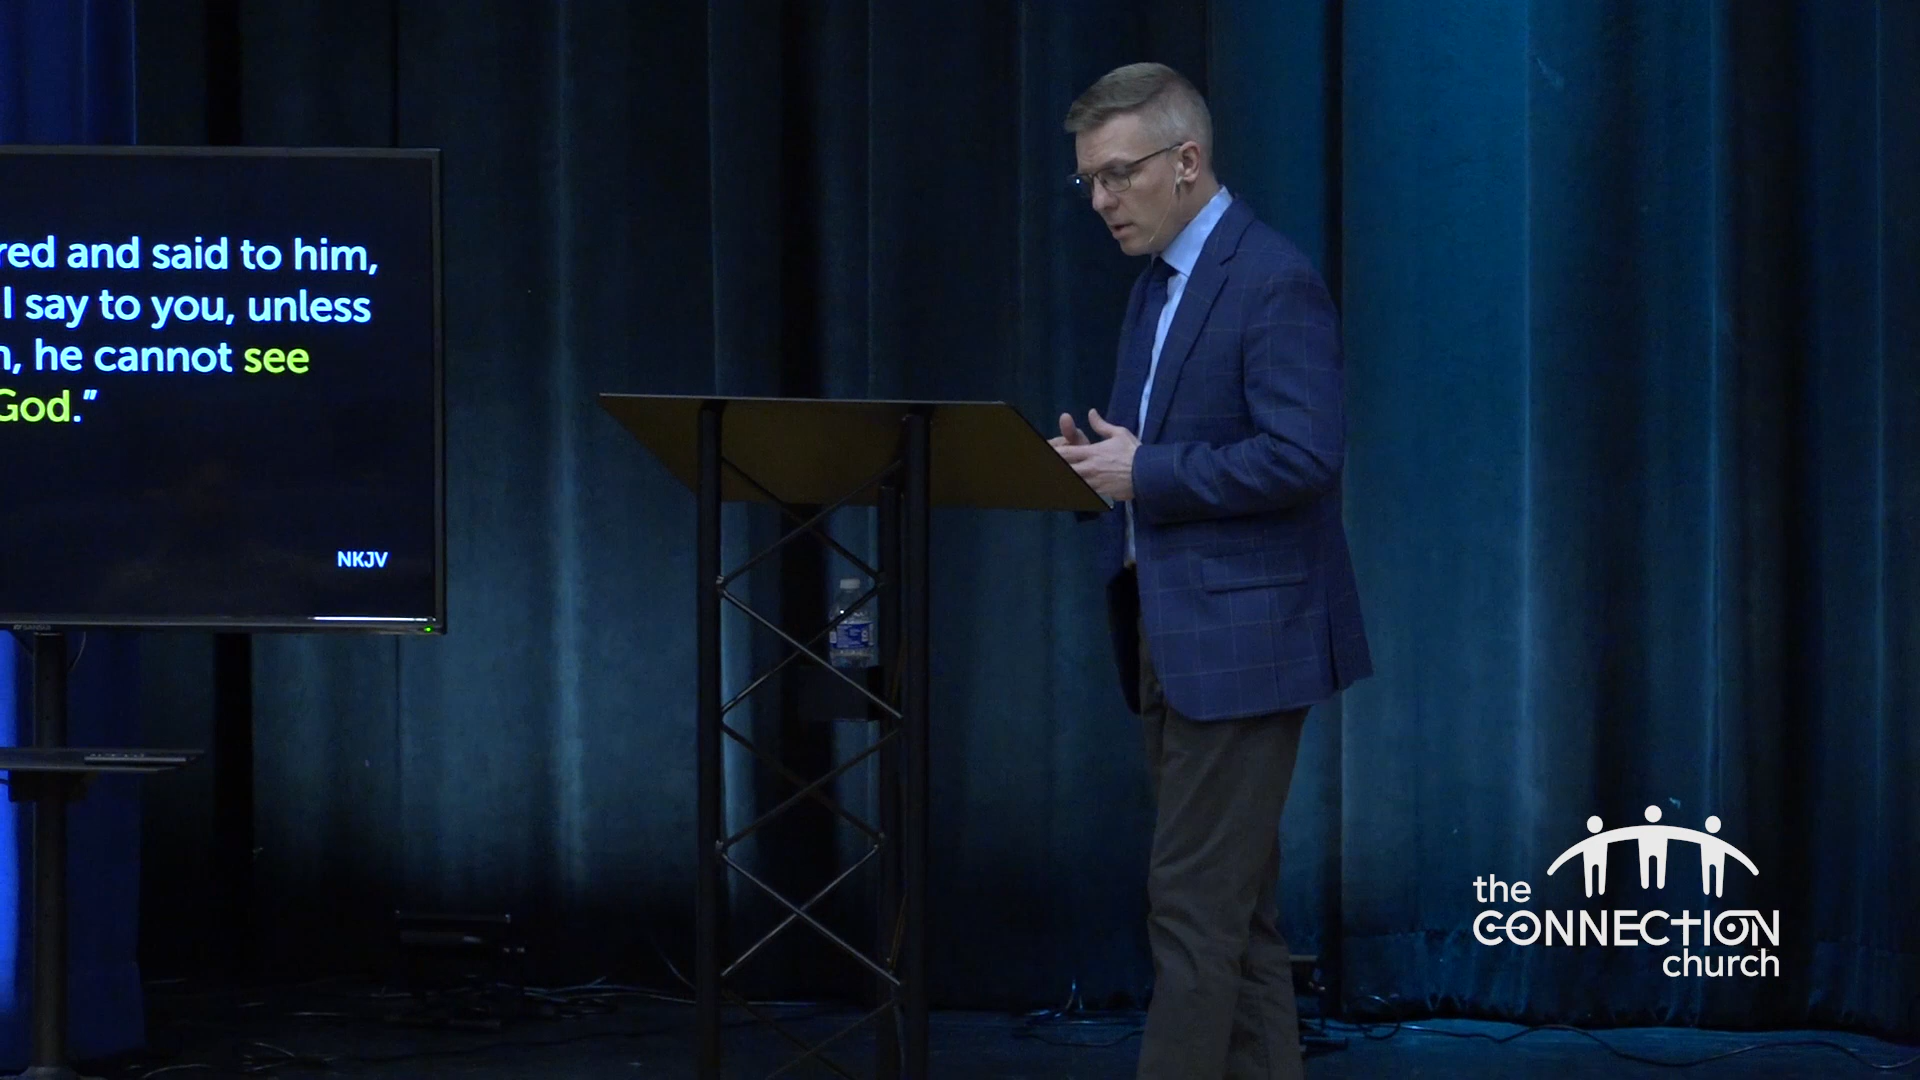 red and said to him,
I say to you, unless
, he cannot see
God.”
NKJV
the
CONNECTION
church